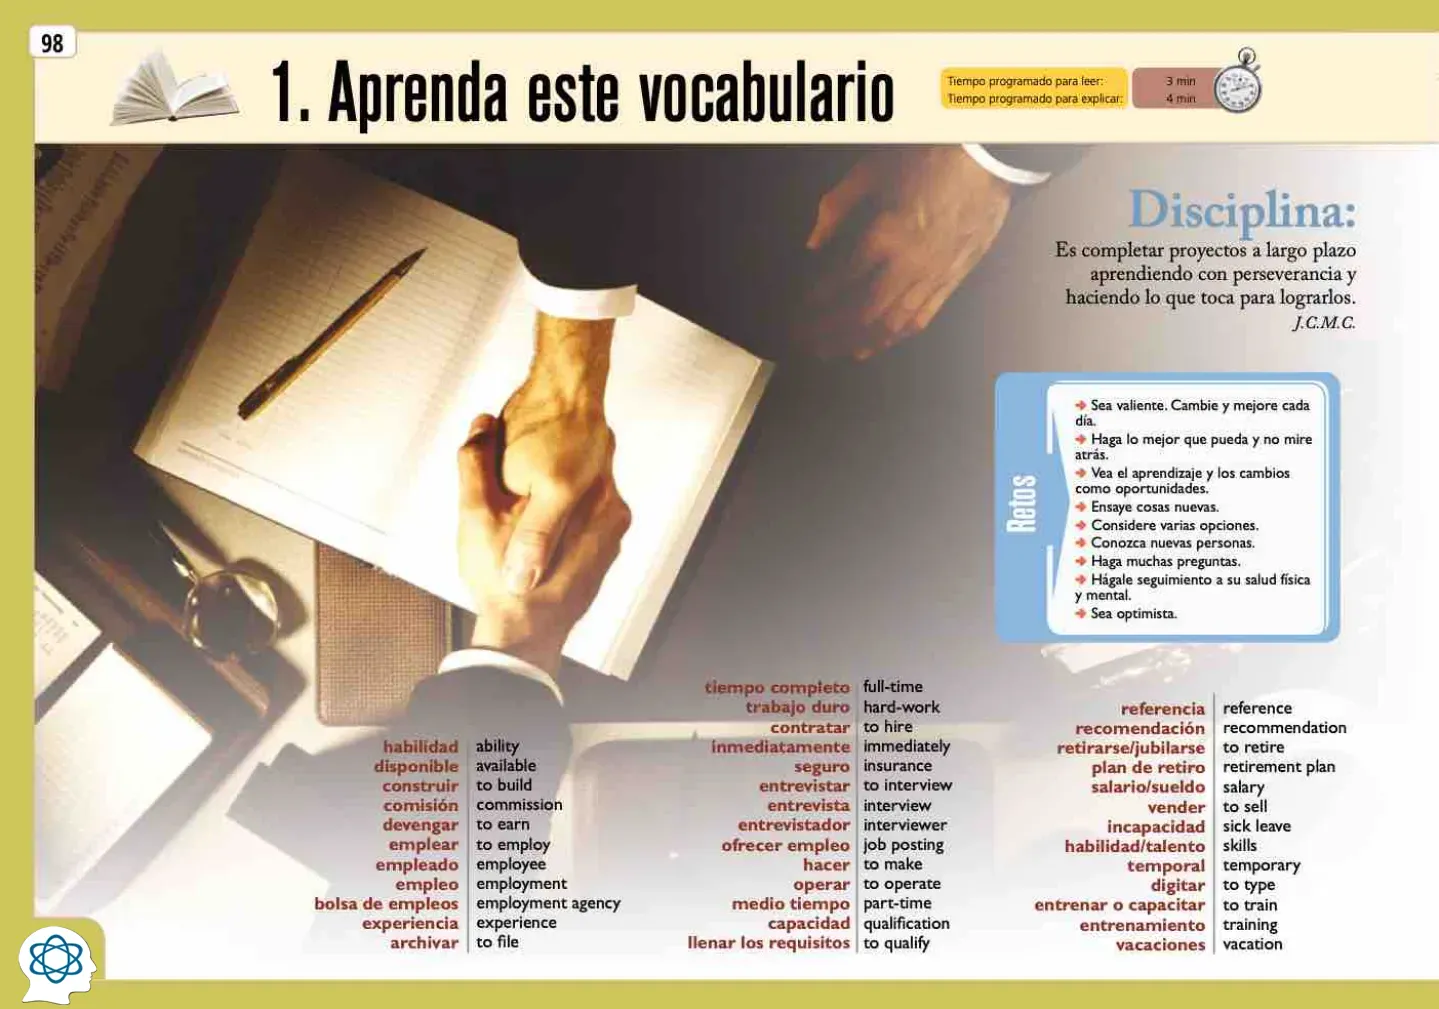 98
1. Aprenda este vocabulario
Tiempo programado para leer: 3 min
Tiempo programado para explicar: 4 min
Disciplina:
Es completar proyectos a largo plazo
aprendiendo con perseverancia y
haciendo lo que toca para lograrlos.
J.C.M.C.
Retos
Sea valiente. Cambie y mejore cada
día.
Haga lo mejor que pueda y no mire
atrás.
Vea el aprendizaje y los cambios
como oportunidades.
Ensaye cosas nuevas.
Considere varias opciones.
Conozca nuevas personas.
Haga muchas preguntas.
Hágale seguimiento a su salud física
y mental.
Sea optimista.
habilidad ability
disponible available
construir to build
comisión commission
devengar to earn
emplear to employ
empleado employee
empleo employment
bolsa de empleos employment agency
experiencia experience
archivar to file
tiempo completo full-time
trabajo duro hard-work
contratar to hire
inmediatamente immediately
seguro insurance
entrevistar to interview
entrevista interview
entrevistador interviewer
ofrecer empleo job posting
hacer to make
operar to operate
medio tiempo part-time
capacidad qualification
llenar los requisitos to qualify
referencia reference
recomendación recommendation
retirarse/jubilarse to retire
plan de retiro retirement plan
salario/sueldo salary
vender to sell
incapacidad sick leave
habilidad/talento skills
temporal temporary
digitar to type
entrenar o capacitar to train
entrenamiento training
vacaciones vacation